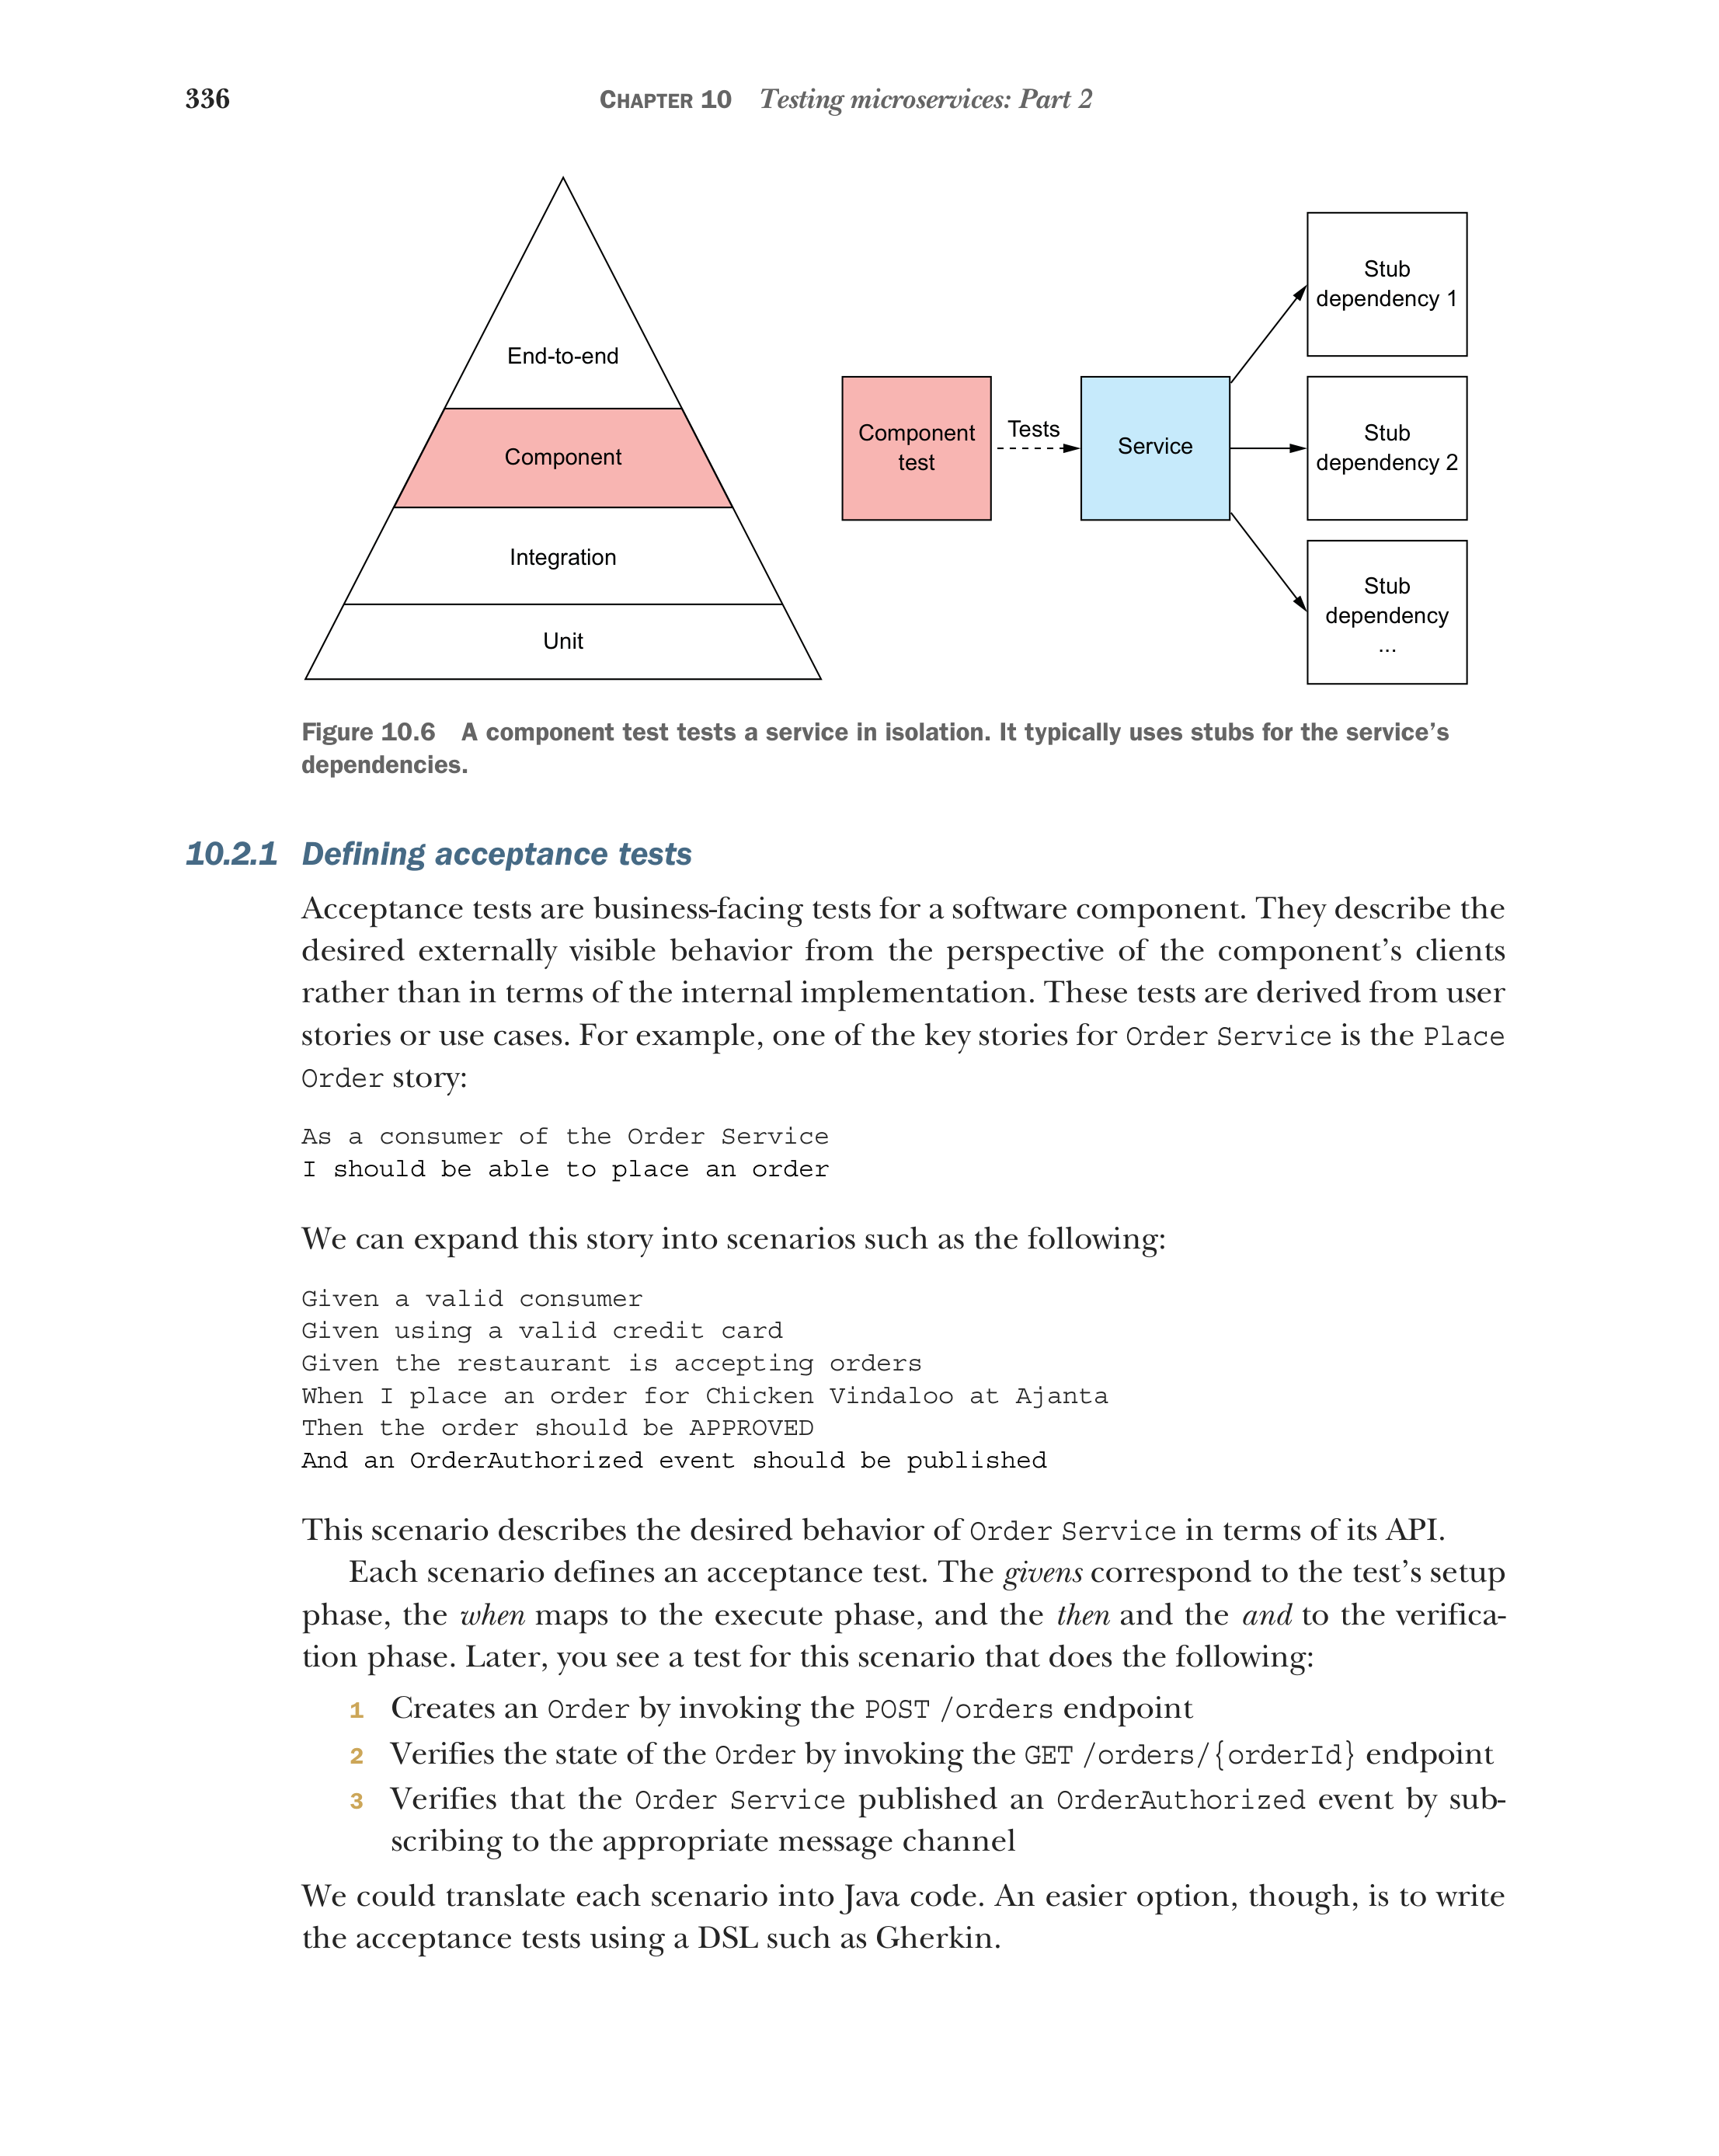 336
CHAPTER 10 Testing microservices: Part 2
End-to-end
Component
Integration
Unit
Component
test
Tests
Service
Stub
dependency 1
Stub
dependency 2
Stub
dependency
...
Figure 10.6 A component test tests a service in isolation. It typically uses stubs for the service’s
dependencies.
10.2.1 Defining acceptance tests
Acceptance tests are business-facing tests for a software component. They describe the
desired externally visible behavior from the perspective of the component’s clients
rather than in terms of the internal implementation. These tests are derived from user
stories or use cases. For example, one of the key stories for Order Service is the Place
Order story:
As a consumer of the Order Service
I should be able to place an order
We can expand this story into scenarios such as the following:
Given a valid consumer
Given using a valid credit card
Given the restaurant is accepting orders
When I place an order for Chicken Vindaloo at Ajanta
Then the order should be APPROVED
And an OrderAuthorized event should be published
This scenario describes the desired behavior of Order Service in terms of its API.
Each scenario defines an acceptance test. The givens correspond to the test’s setup
phase, the when maps to the execute phase, and the then and the and to the verifica-
tion phase. Later, you see a test for this scenario that does the following:
1 Creates an Order by invoking the POST /orders endpoint
2 Verifies the state of the Order by invoking the GET /orders/{orderId} endpoint
3 Verifies that the Order Service published an OrderAuthorized event by sub-
scribing to the appropriate message channel
We could translate each scenario into Java code. An easier option, though, is to write
the acceptance tests using a DSL such as Gherkin.